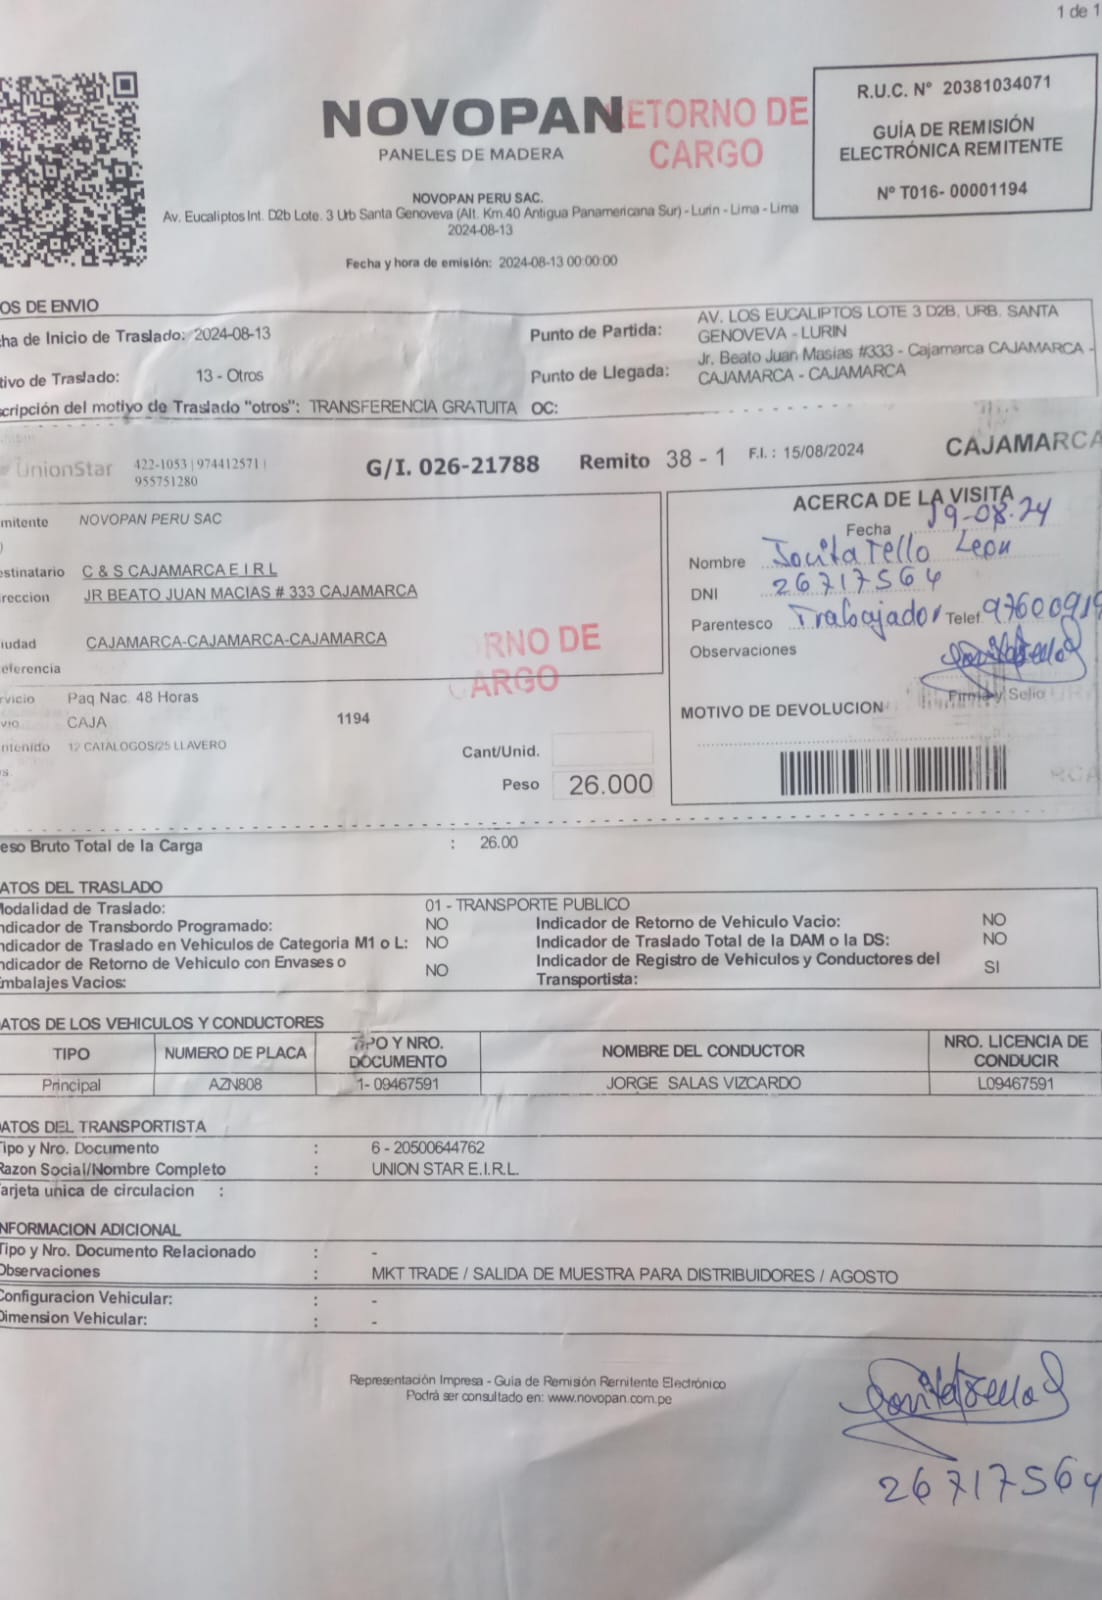 1 de 1
NOVOPAN
PANELES DE MADERA
RETORNO DE
CARGO
R.U.C. N° 20381034071
GUÍA DE REMISIÓN
ELECTRÓNICA REMITENTE
N° T016- 00001194
NOVOPAN PERU SAC.
Av. Eucaliptos Int. D2b Lote. 3 Urb Santa Genoveva (Alt. Km.40 Antigua Panamericana Sur) - Lurin - Lima - Lima
2024-08-13
Fecha y hora de emisión: 2024-08-13 00:00:00
OS DE ENVIO
ha de Inicio de Traslado: 2024-08-13
Punto de Partida: AV. LOS EUCALIPTOS LOTE 3 D2B, URB. SANTA
GENOVEVA - LURIN
tivo de Traslado: 13 - Otros
Punto de Llegada: Jr. Beato Juan Masias #333 - Cajamarca CAJAMARCA -
CAJAMARCA - CAJAMARCA
scripción del motivo de Traslado "otros": TRANSFERENCIA GRATUITA OC:
UnionStar 422-1053 | 974412571 |
955751280
G/I. 026-21788 Remito 38 - 1 F.I. : 15/08/2024 CAJAMARCA
mitente NOVOPAN PERU SAC
)
estinatario C & S CAJAMARCA E I R L
reccion JR BEATO JUAN MACIAS # 333 CAJAMARCA
iudad CAJAMARCA-CAJAMARCA-CAJAMARCA
eferencia
RNO DE
CARGO
rvicio Paq Nac. 48 Horas
vio CAJA 1194
ntenido 12 CATALOGOS/25 LLAVERO
s.
Cant/Unid.
Peso 26.000
ACERCA DE LA VISITA
Fecha 19-08-24
Nombre Tello Leon
DNI 26717564
Parentesco Trabajador Telef. 97600919
Observaciones
Firma y Sello
MOTIVO DE DEVOLUCION
eso Bruto Total de la Carga : 26.00
ATOS DEL TRASLADO
Modalidad de Traslado: 01 - TRANSPORTE PUBLICO
ndicador de Transbordo Programado: NO Indicador de Retorno de Vehiculo Vacio: NO
ndicador de Traslado en Vehiculos de Categoria M1 o L: NO Indicador de Traslado Total de la DAM o la DS: NO
ndicador de Retorno de Vehiculo con Envases o
mbalajes Vacios: NO
Indicador de Registro de Vehiculos y Conductores del
Transportista: SI
ATOS DE LOS VEHICULOS Y CONDUCTORES
TIPO NUMERO DE PLACA TIPO Y NRO. DOCUMENTO NOMBRE DEL CONDUCTOR NRO. LICENCIA DE CONDUCIR
Principal AZN808 1- 09467591 JORGE SALAS VIZCARDO L09467591
ATOS DEL TRANSPORTISTA
Tipo y Nro. Documento : 6 - 20500644762
Razon Social/Nombre Completo : UNION STAR E.I.R.L.
arjeta unica de circulacion :
NFORMACION ADICIONAL
Tipo y Nro. Documento Relacionado : -
Observaciones : MKT TRADE / SALIDA DE MUESTRA PARA DISTRIBUIDORES / AGOSTO
Configuracion Vehicular: : -
Dimension Vehicular: : -
Representación Impresa - Guia de Remisión Remitente Electrónico
Podrá ser consultado en: www.novopan.com.pe
26717564